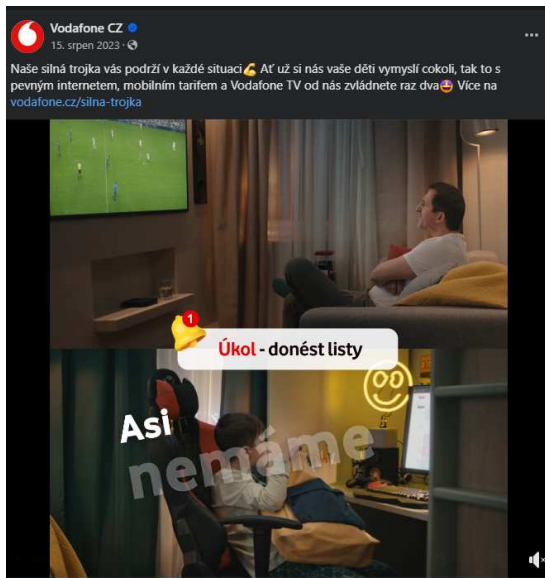 Vodafone CZ
15. srpen 2023 ·
Naše silná trojka vás podrží v každé situaci💪 Ať už si nás vaše děti vymyslí cokoli, tak to s
pevným internetem, mobilním tarifem a Vodafone TV od nás zvládnete raz dva🤩 Více na
vodafone.cz/silna-trojka
1
Úkol - donést listy
Asi
nemáme